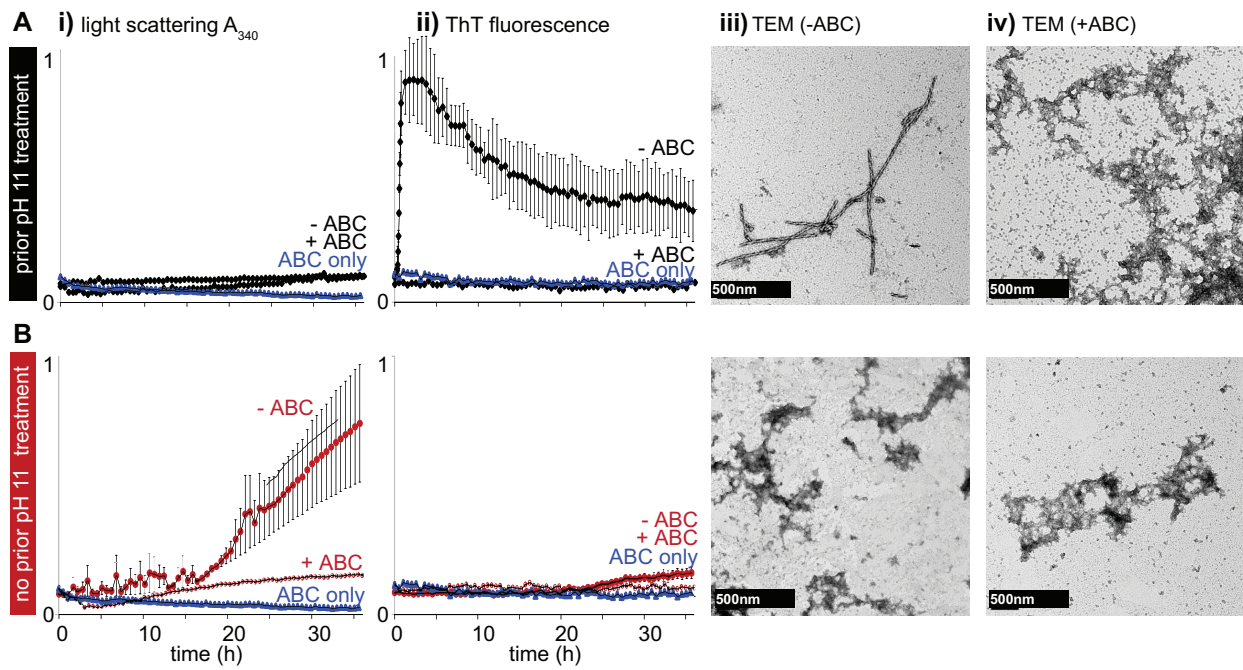 A i) light scattering A340
ii) ThT fluorescence
iii) TEM (-ABC)
iv) TEM (+ABC)
prior pH 11 treatment
1
- ABC
+ ABC
ABC only
0
1
- ABC
+ ABC
ABC only
0
500nm
500nm
B
no prior pH 11 treatment
1
- ABC
+ ABC
ABC only
0
0 10 20 30
time (h)
1
- ABC
+ ABC
ABC only
0
0 10 20 30
time (h)
500nm
500nm